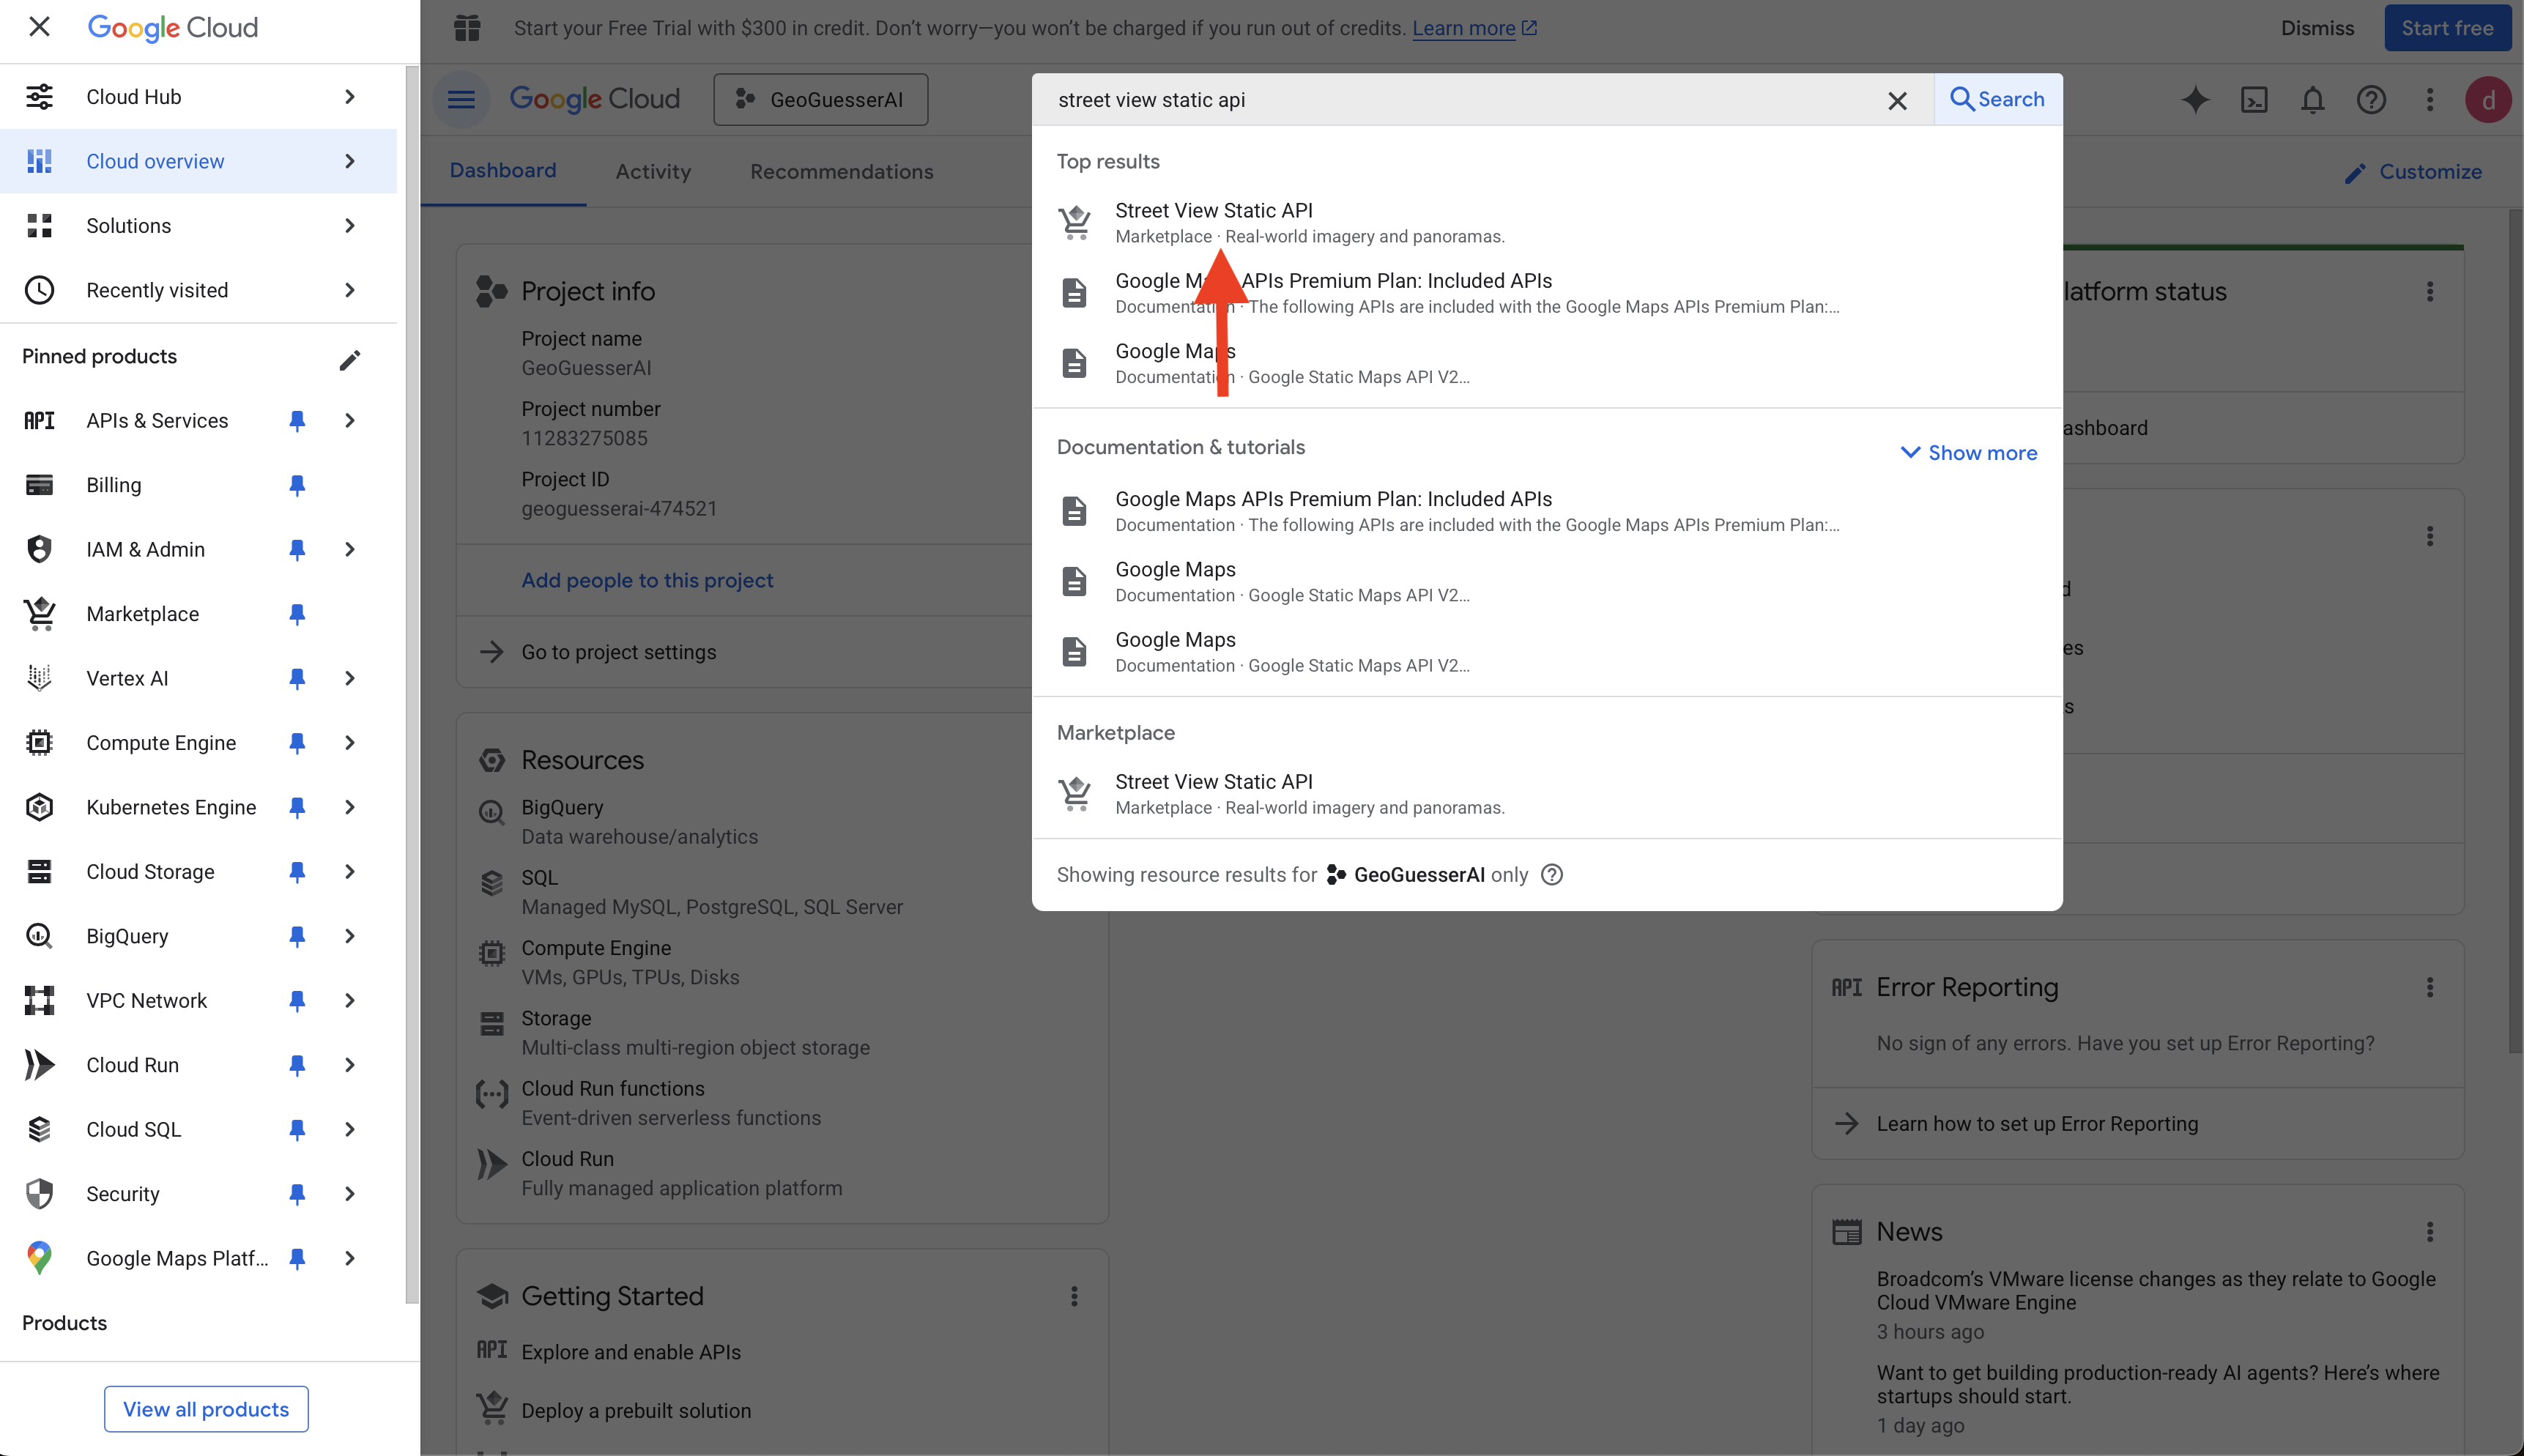 Google Cloud
Cloud Hub
Cloud overview
Solutions
Recently visited
Pinned products
API APIs & Services
Billing
IAM & Admin
Marketplace
Vertex AI
Compute Engine
Kubernetes Engine
Cloud Storage
BigQuery
VPC Network
Cloud Run
Cloud SQL
Security
Google Maps Platf...
Products
View all products
Start your Free Trial with $300 in credit. Don't worry—you won't be charged if you run out of credits. Learn more
Dismiss
Start free
Google Cloud
GeoGuesserAI
d
Dashboard
Activity
Recommendations
Customize
street view static api
Search
Top results
Street View Static API
Marketplace · Real-world imagery and panoramas.
Google Maps APIs Premium Plan: Included APIs
Documentation · The following APIs are included with the Google Maps APIs Premium Plan:...
Google Maps
Documentation · Google Static Maps API V2...
Documentation & tutorials
Show more
Google Maps APIs Premium Plan: Included APIs
Documentation · The following APIs are included with the Google Maps APIs Premium Plan:...
Google Maps
Documentation · Google Static Maps API V2...
Google Maps
Documentation · Google Static Maps API V2...
Marketplace
Street View Static API
Marketplace · Real-world imagery and panoramas.
Showing resource results for GeoGuesserAI only
Project info
Project name
GeoGuesserAI
Project number
11283275085
Project ID
geoguesserai-474521
Add people to this project
Go to project settings
Resources
BigQuery
Data warehouse/analytics
SQL
Managed MySQL, PostgreSQL, SQL Server
Compute Engine
VMs, GPUs, TPUs, Disks
Storage
Multi-class multi-region object storage
Cloud Run functions
Event-driven serverless functions
Cloud Run
Fully managed application platform
Getting Started
API Explore and enable APIs
Deploy a prebuilt solution
latform status
ashboard
d
es
s
API Error Reporting
No sign of any errors. Have you set up Error Reporting?
Learn how to set up Error Reporting
News
Broadcom's VMware license changes as they relate to Google
Cloud VMware Engine
3 hours ago
Want to get building production-ready AI agents? Here's where
startups should start.
1 day ago